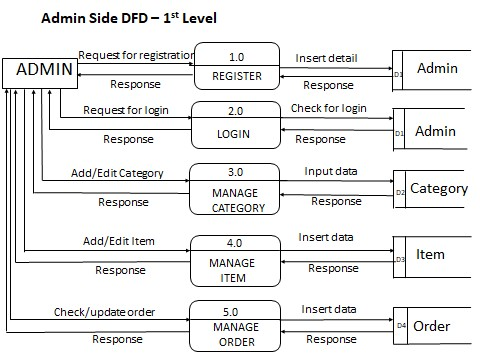 Admin Side DFD – 1st Level
ADMIN
Request for registration
Response
1.0
REGISTER
Insert detail
Response
D1
Admin
Request for login
Response
2.0
LOGIN
Check for login
Response
D1
Admin
Add/Edit Category
Response
3.0
MANAGE
CATEGORY
Input data
Response
D2
Category
Add/Edit Item
Response
4.0
MANAGE
ITEM
Insert data
Response
D3
Item
Check/update order
Response
5.0
MANAGE
ORDER
Insert data
Response
D4
Order